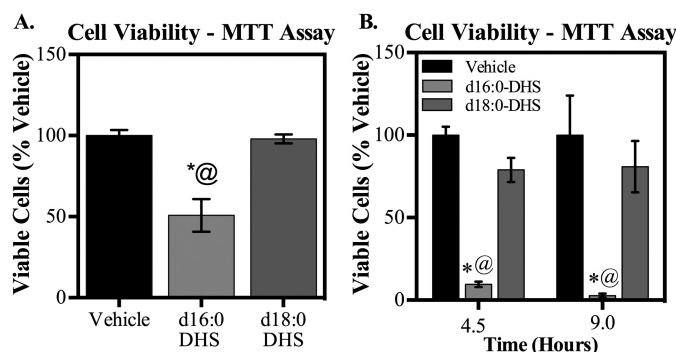 A.
Cell Viability - MTT Assay
Viable Cells (% Vehicle)
150
100
50
0
*@
Vehicle
d16:0
DHS
d18:0
DHS
B.
Cell Viability - MTT Assay
Viable Cells (% Vehicle)
150
100
50
0
Vehicle
d16:0-DHS
d18:0-DHS
*@
*@
4.5
9.0
Time (Hours)